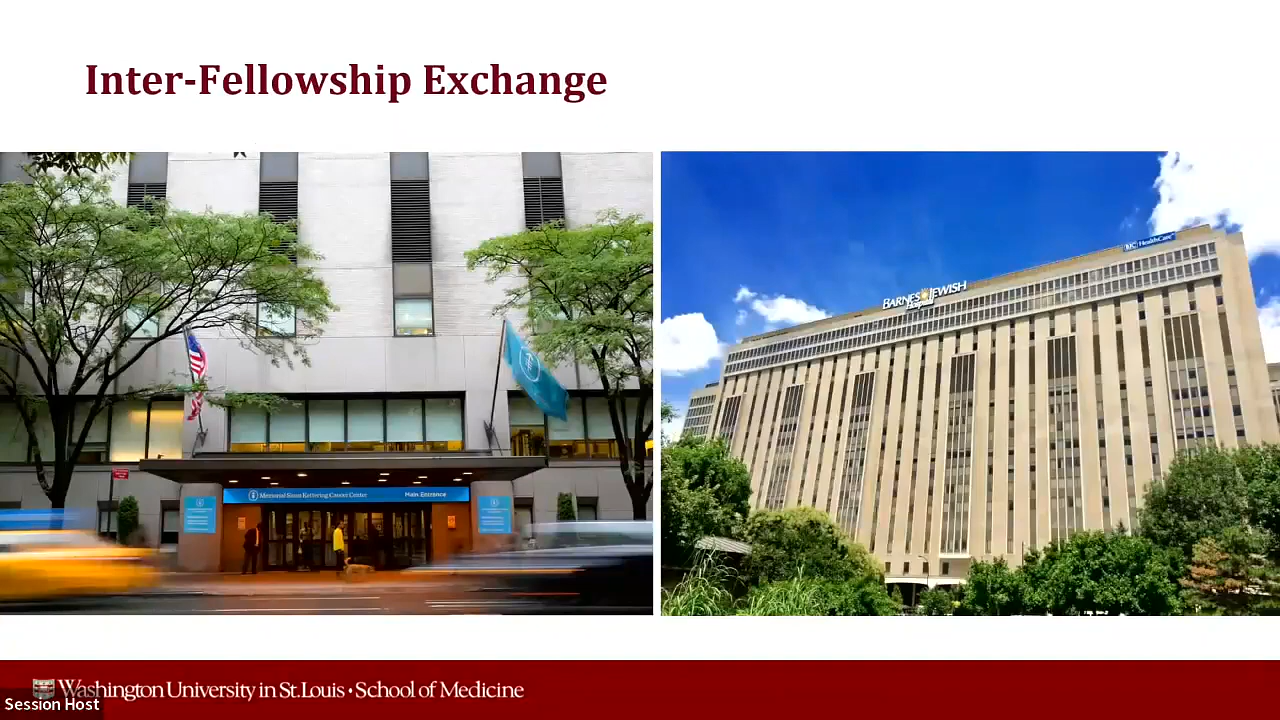 Inter-Fellowship Exchange
BJC HealthCare
BARNES JEWISH
Hospital
Memorial Sloan Kettering Cancer Center
Main Entrance
Washington University in St. Louis • School of Medicine
Session Host